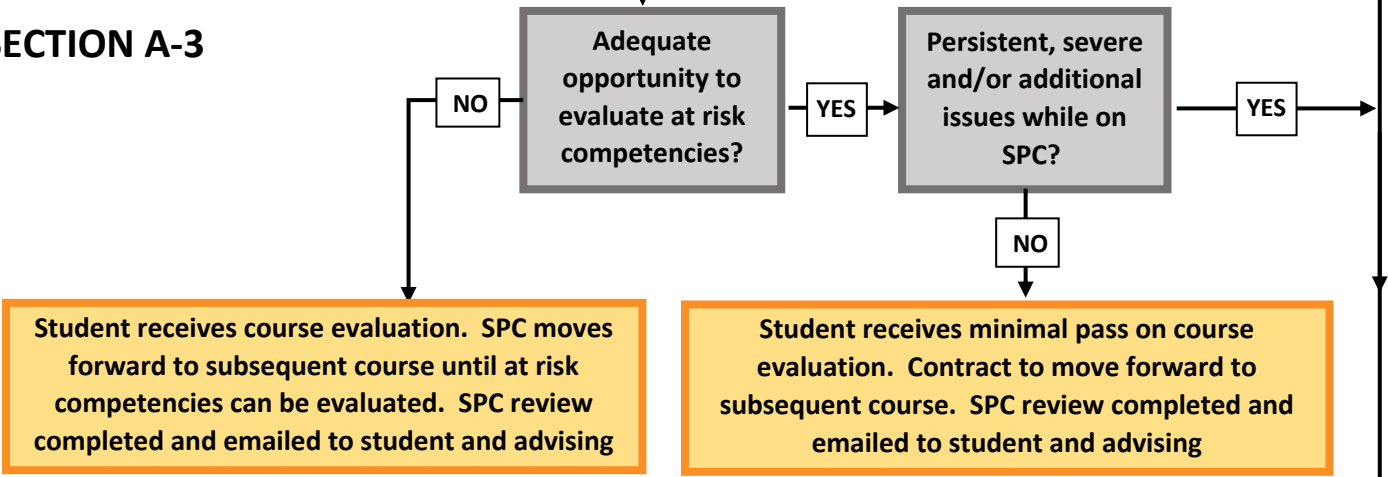 SECTION A-3
Adequate
opportunity to
evaluate at risk
competencies?
Persistent, severe
and/or additional
issues while on
SPC?
NO
YES
YES
NO
Student receives course evaluation.  SPC moves
forward to subsequent course until at risk
competencies can be evaluated.  SPC review
completed and emailed to student and advising
Student receives minimal pass on course
evaluation.  Contract to move forward to
subsequent course.  SPC review completed and
emailed to student and advising